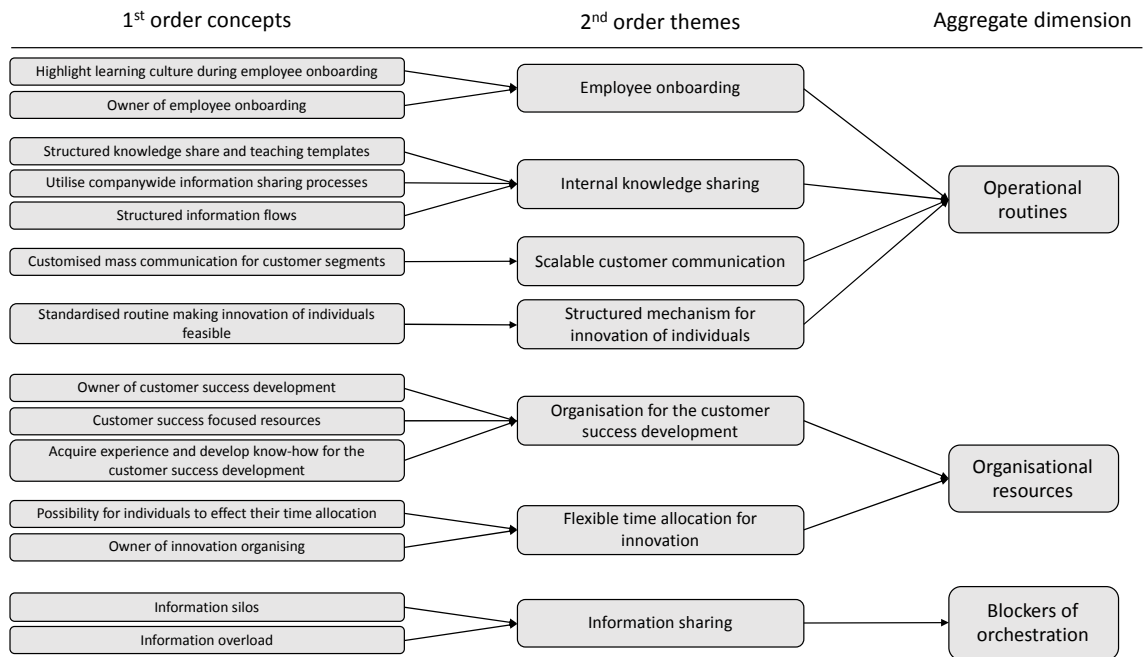 1st order concepts
2nd order themes
Aggregate dimension
Highlight learning culture during employee onboarding
Owner of employee onboarding
Employee onboarding
Structured knowledge share and teaching templates
Utilise companywide information sharing processes
Structured information flows
Internal knowledge sharing
Customised mass communication for customer segments
Scalable customer communication
Standardised routine making innovation of individuals
feasible
Structured mechanism for
innovation of individuals
Operational
routines
Owner of customer success development
Customer success focused resources
Acquire experience and develop know-how for the
customer success development
Organisation for the customer
success development
Possibility for individuals to effect their time allocation
Owner of innovation organising
Flexible time allocation for
innovation
Organisational
resources
Information silos
Information overload
Information sharing
Blockers of
orchestration